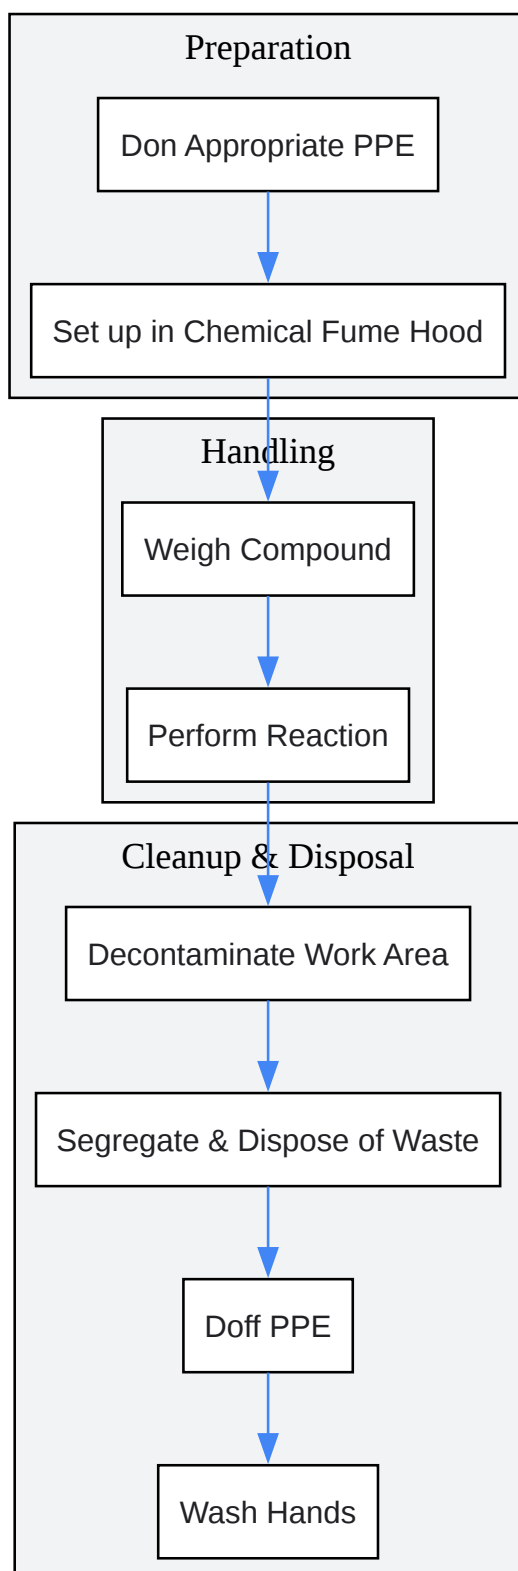 Preparation
Don Appropriate PPE
Set up in Chemical Fume Hood
Handling
Weigh Compound
Perform Reaction
Cleanup & Disposal
Decontaminate Work Area
Segregate & Dispose of Waste
Doff PPE
Wash Hands